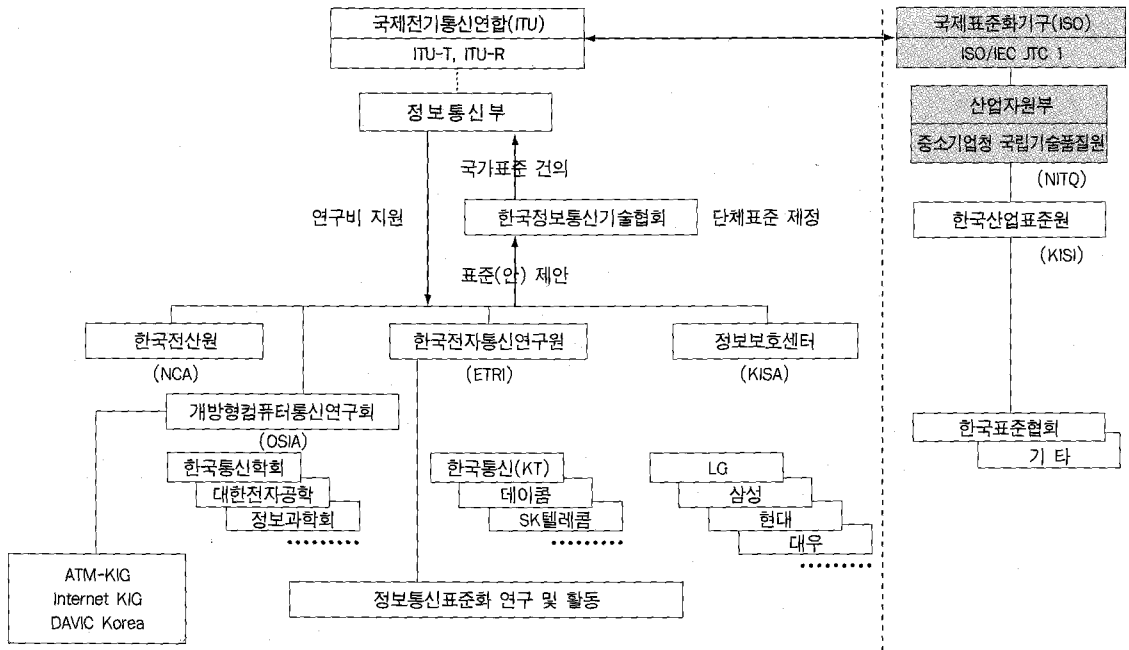 국제전기통신연합(ITU)
ITU-T, ITU-R
국제표준화기구(ISO)
ISO/IEC JTC 1
정보통신부
산업자원부
중소기업청 국립기술품질원
(NITQ)
국가표준 건의
연구비 지원
한국정보통신기술협회
단체표준 제정
한국산업표준원
(KISI)
표준(안) 제안
한국전산원
(NCA)
한국전자통신연구원
(ETRI)
정보보호센터
(KISA)
개방형컴퓨터통신연구회
(OSIA)
한국표준협회
기 타
한국통신학회
대한전자공학
정보과학회
한국통신(KT)
데이콤
SK텔레콤
LG
삼성
현대
대우
ATM-KIG
Internet KIG
DAVIC Korea
정보통신표준화 연구 및 활동